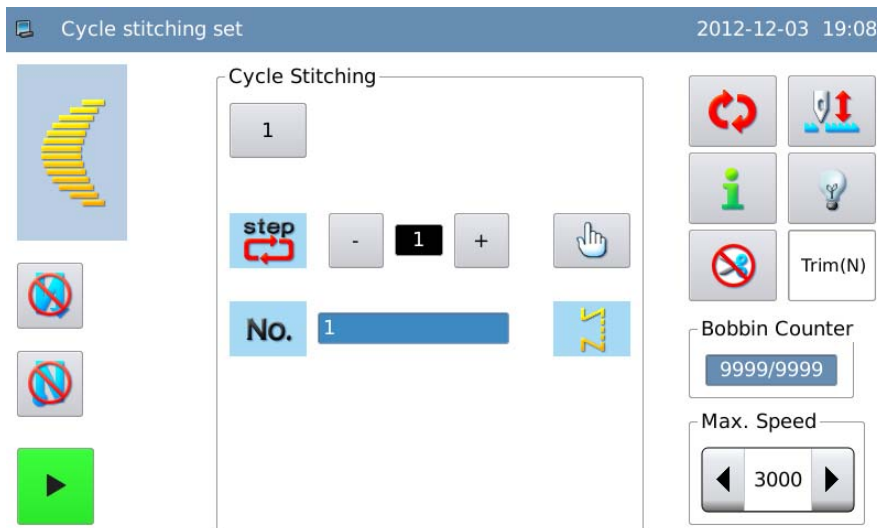 Cycle stitching set 2012-12-03 19:08
Cycle Stitching
1
step
- 1 +
No. 1
Trim(N)
Bobbin Counter
9999/9999
Max. Speed
3000